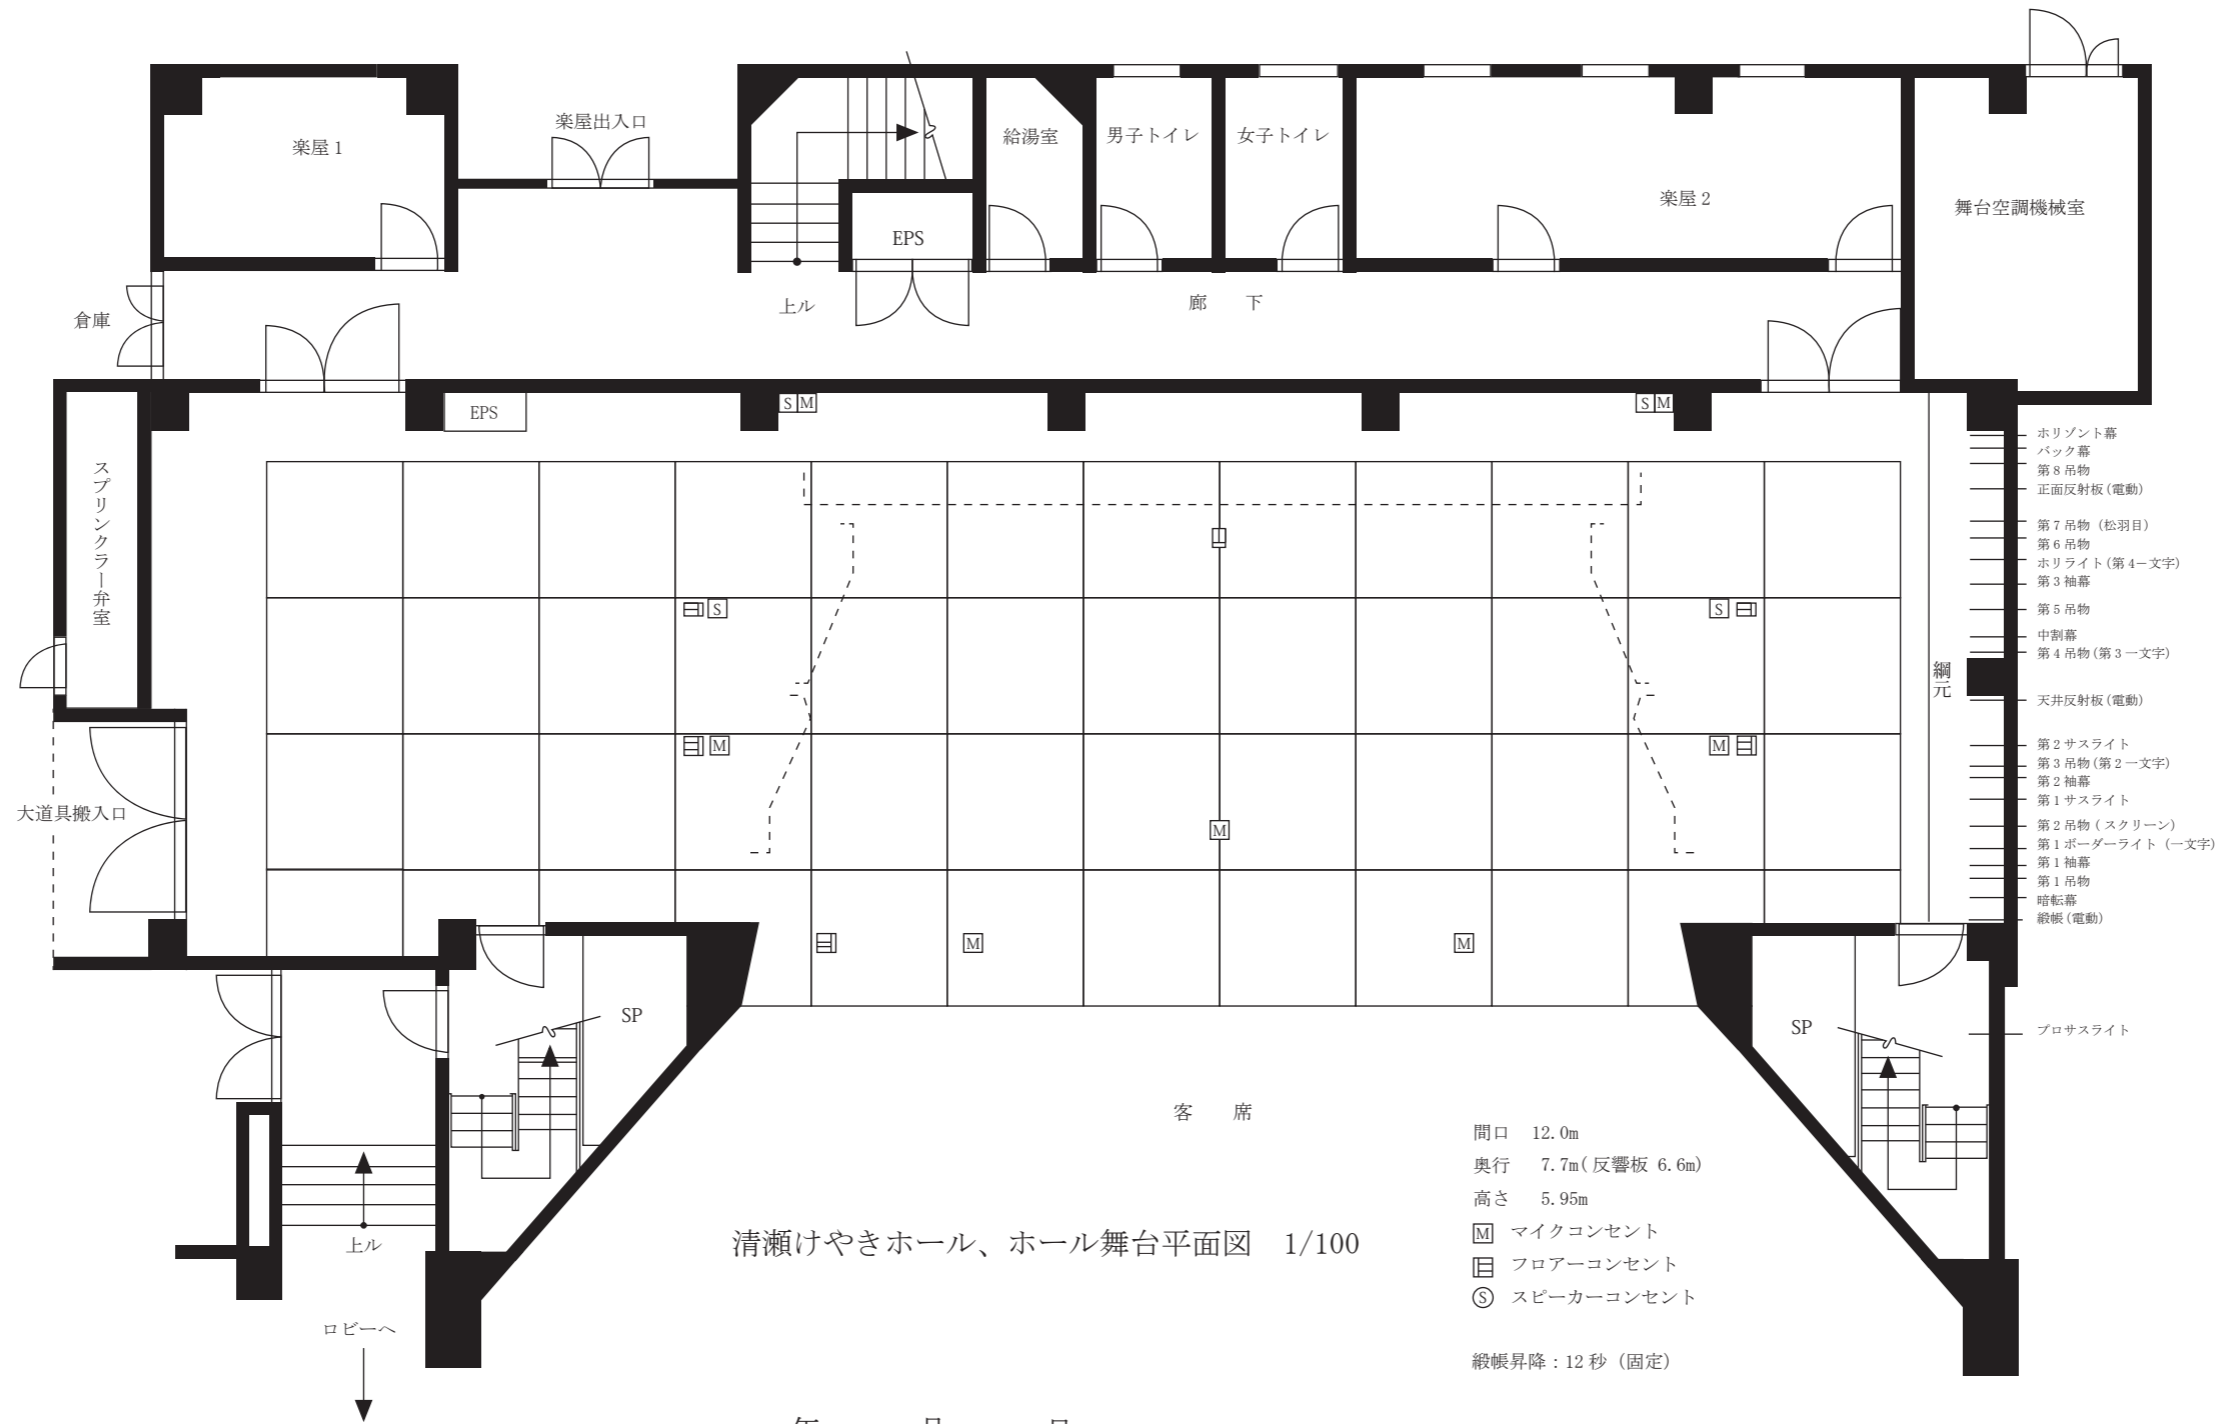 楽屋1
楽屋出入口
給湯室
男子トイレ
女子トイレ
楽屋2
舞台空調機械室
EPS
倉庫
上ル
廊 下
EPS
S M
S M
スプリンクラー弁室
S
S
M
M
M
M
M
大道具搬入口
綱元
ホリゾント幕
バック幕
第8吊物
正面反射板(電動)
第7吊物 (松羽目)
第6吊物
ホリライト(第4一文字)
第3袖幕
第5吊物
中割幕
第4吊物(第3一文字)
天井反射板(電動)
第2サスライト
第3吊物(第2一文字)
第2袖幕
第1サスライト
第2吊物 (スクリーン)
第1ボーダーライト (一文字)
第1袖幕
第1吊物
暗転幕
緞帳(電動)
プロサスライト
SP
SP
客 席
上ル
ロビーへ
清瀬けやきホール、ホール舞台平面図 1/100
間口 12.0m
奥行 7.7m(反響板 6.6m)
高さ 5.95m
M マイクコンセント
フロアーコンセント
S スピーカーコンセント
緞帳昇降：12秒 (固定)